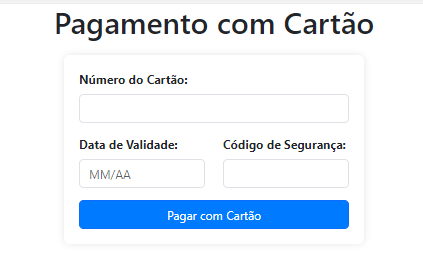 Pagamento com Cartão
Número do Cartão:
Data de Validade: Código de Segurança:
MM/AA
Pagar com Cartão